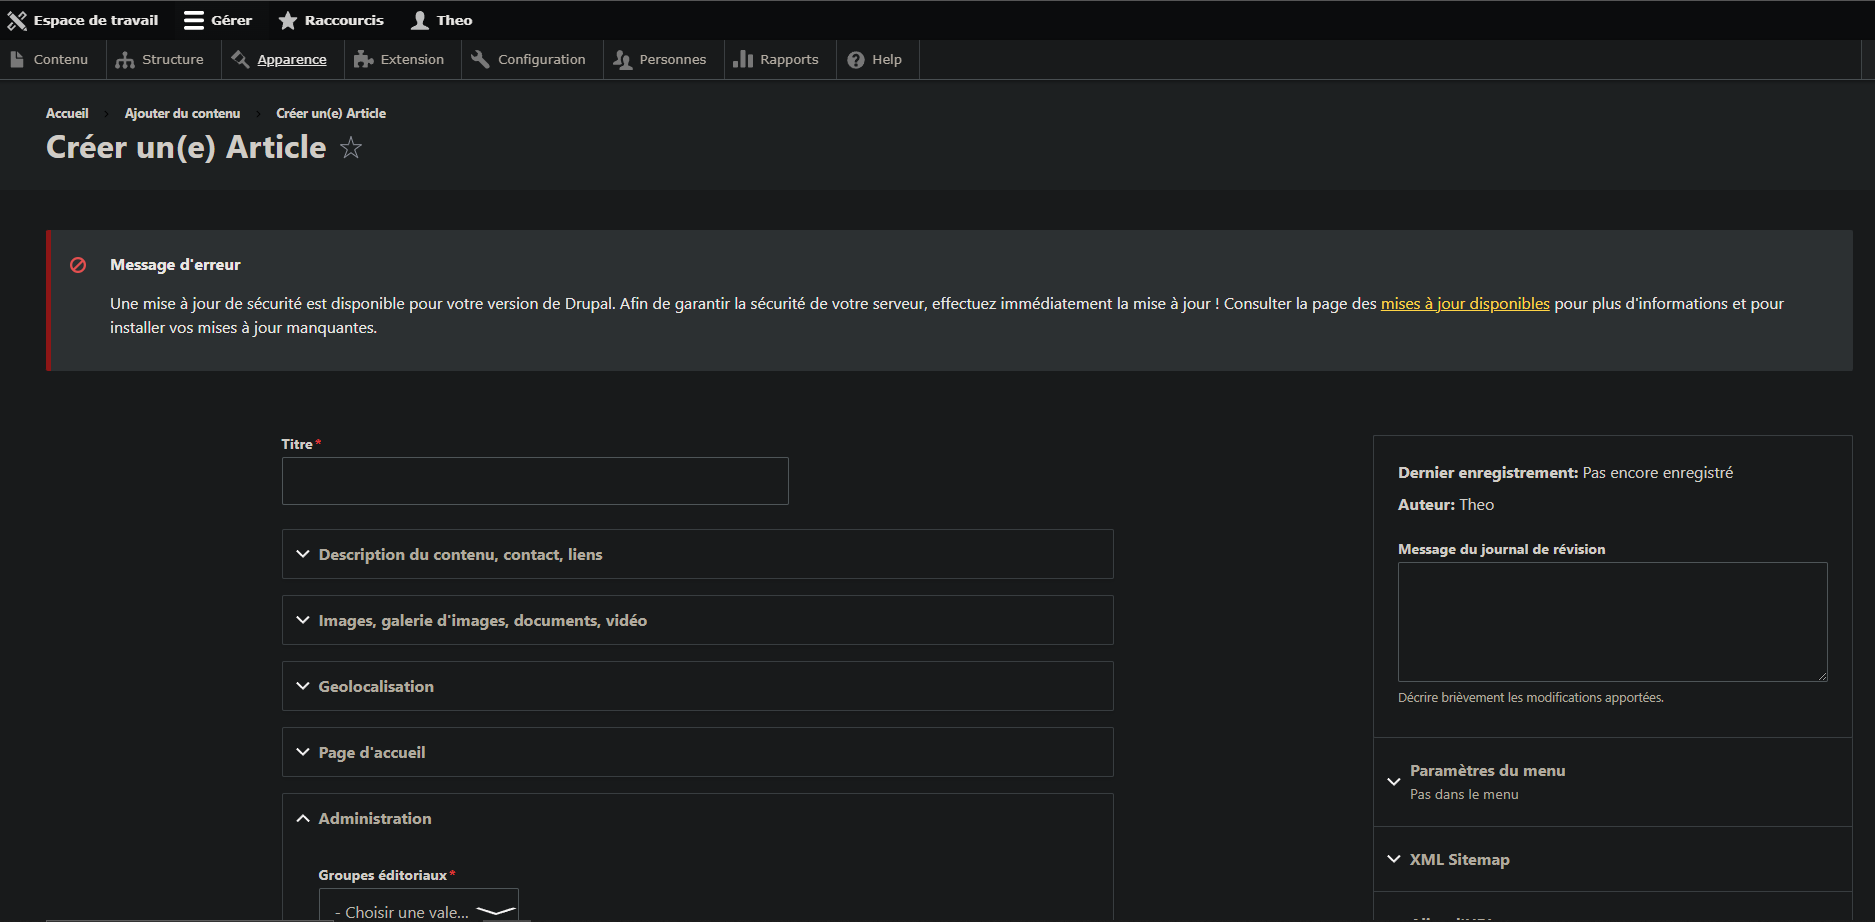 Espace de travail Gérer Raccourcis Theo
Contenu Structure Apparence Extension Configuration Personnes Rapports Help
Accueil Ajouter du contenu Créer un(e) Article
Créer un(e) Article
Message d'erreur
Une mise à jour de sécurité est disponible pour votre version de Drupal. Afin de garantir la sécurité de votre serveur, effectuez immédiatement la mise à jour ! Consulter la page des mises à jour disponibles pour plus d'informations et pour
installer vos mises à jour manquantes.
Titre*
Description du contenu, contact, liens
Images, galerie d'images, documents, vidéo
Geolocalisation
Page d'accueil
Administration
Groupes éditoriaux*
- Choisir une vale...
Dernier enregistrement: Pas encore enregistré
Auteur: Theo
Message du journal de révision
Décrire brièvement les modifications apportées.
Paramètres du menu
Pas dans le menu
XML Sitemap